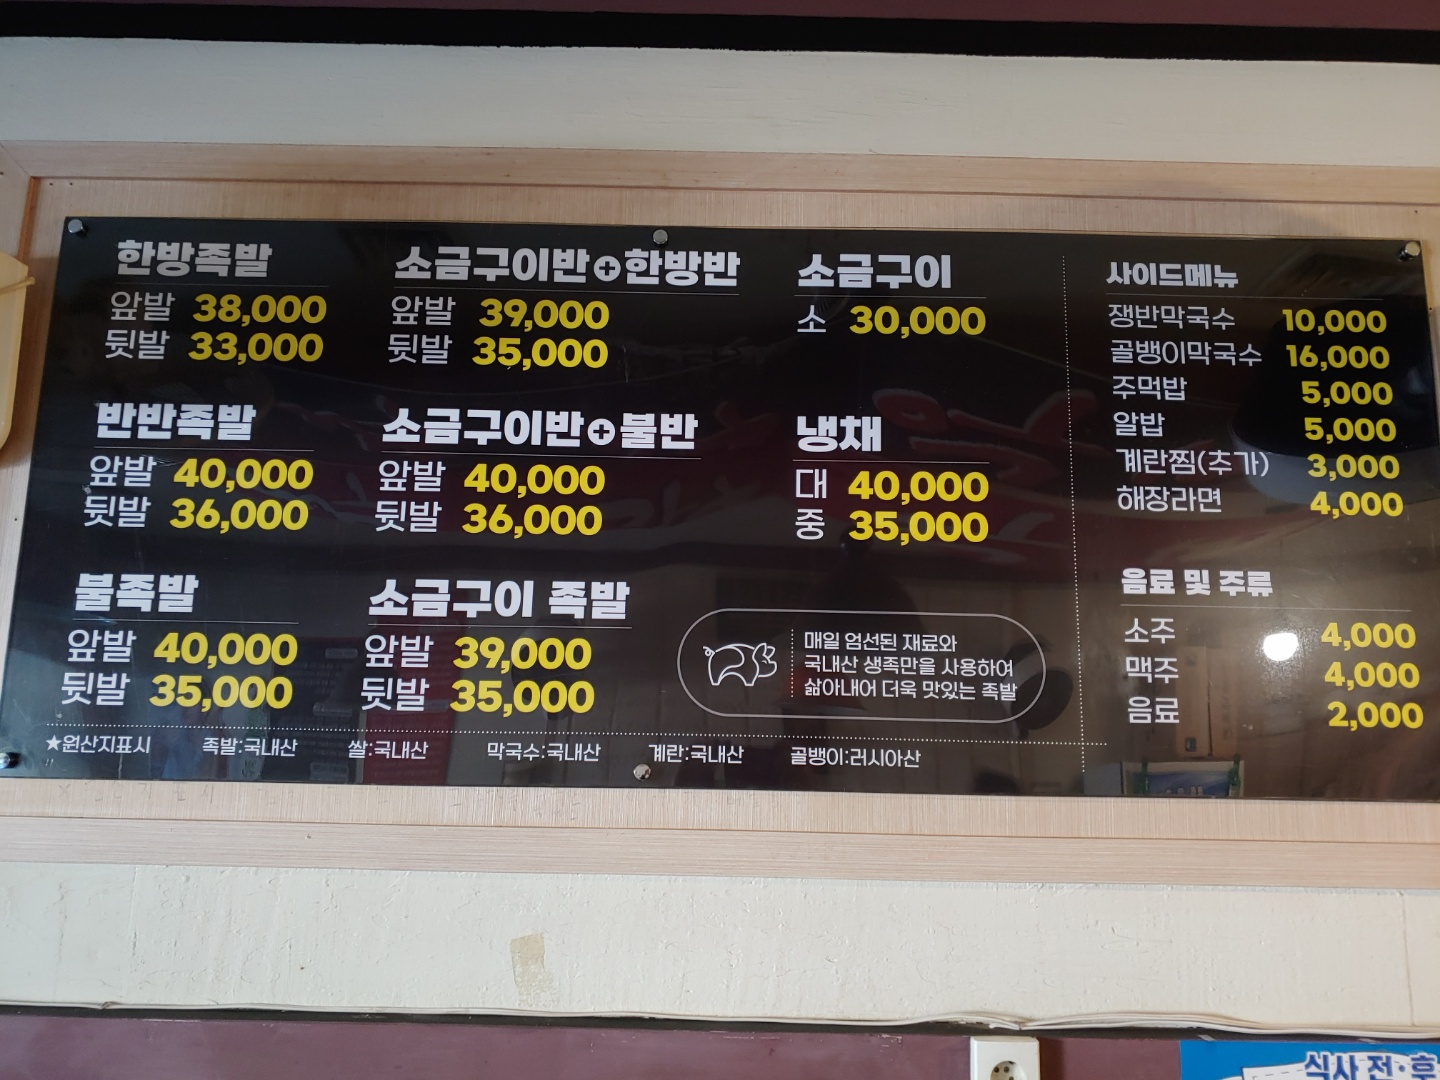 한방족발
앞발 38,000
뒷발 33,000
소금구이반+한방반
앞발 39,000
뒷발 35,000
소금구이
소 30,000
반반족발
앞발 40,000
뒷발 36,000
소금구이반+불반
앞발 40,000
뒷발 36,000
냉채
대 40,000
중 35,000
불족발
앞발 40,000
뒷발 35,000
소금구이 족발
앞발 39,000
뒷발 35,000
매일 엄선된 재료와
국내산 생족만을 사용하여
삶아내어 더욱 맛있는 족발
사이드메뉴
쟁반막국수 10,000
골뱅이막국수 16,000
주먹밥 5,000
알밥 5,000
계란찜(추가) 3,000
해장라면 4,000
음료 및 주류
소주 4,000
맥주 4,000
음료 2,000
★원산지표시 족발:국내산 쌀:국내산 막국수:국내산 계란:국내산 골뱅이:러시아산
식사 전·후